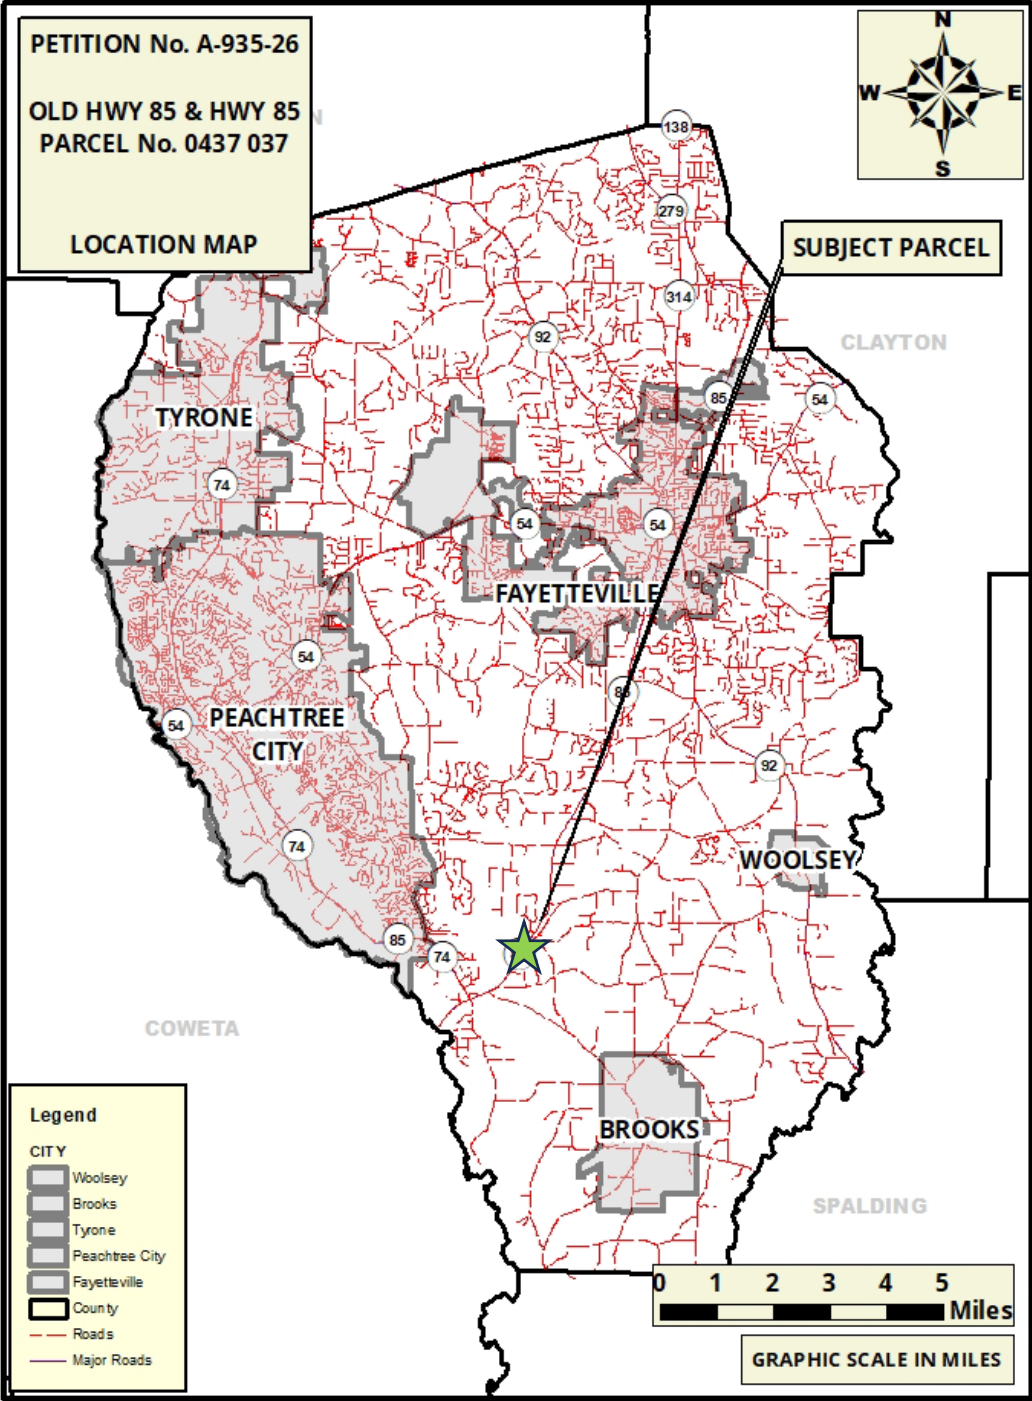 PETITION No. A-935-26
OLD HWY 85 & HWY 85
PARCEL No. 0437 037
LOCATION MAP
N
W
E
S
138
279
SUBJECT PARCEL
314
92
CLAYTON
85
54
TYRONE
74
74
54
54
FAYETTEVILLE
54
PEACHTREE
CITY
54
92
74
WOOLSEY
85
74
COWETA
BROOKS
SPALDING
Legend
CITY
Woolsey
Brooks
Tyrone
Peachtree City
Fayetteville
County
Roads
Major Roads
0 1 2 3 4 5
Miles
GRAPHIC SCALE IN MILES